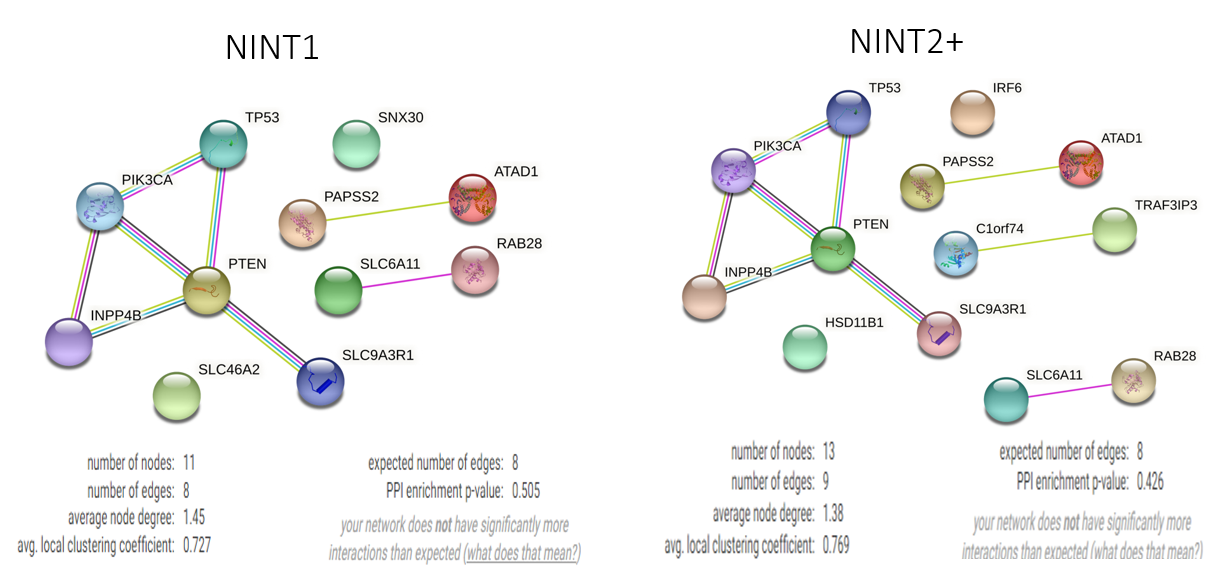 NINT1
TP53
SNX30
PIK3CA
ATAD1
PAPSS2
RAB28
PTEN
SLC6A11
INPP4B
SLC9A3R1
SLC46A2
number of nodes: 11
number of edges: 8
average node degree: 1.45
avg. local clustering coefficient: 0.727
expected number of edges: 8
PPI enrichment p-value: 0.505
your network does not have significantly more
interactions than expected (what does that mean?)
NINT2+
TP53
IRF6
PIK3CA
ATAD1
PAPSS2
TRAF3IP3
PTEN
C1orf74
INPP4B
SLC9A3R1
HSD11B1
RAB28
SLC6A11
number of nodes: 13
number of edges: 9
average node degree: 1.38
avg. local clustering coefficient: 0.769
expected number of edges: 8
PPI enrichment p-value: 0.426
your network does not have significantly more
interactions than expected (what does that mean?)